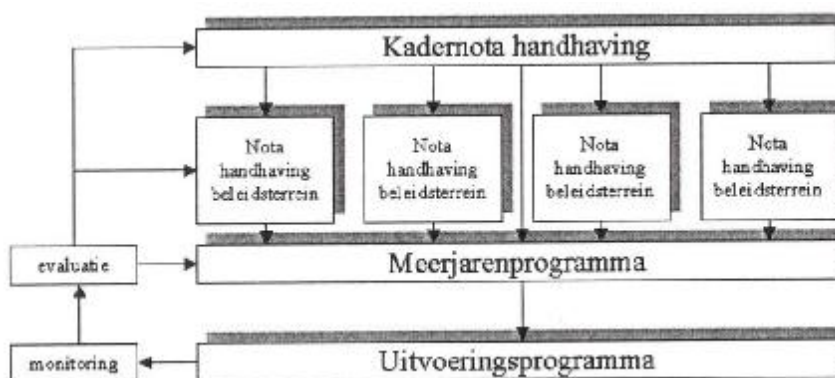 Kadernota handhaving
Nota
handhaving
beleidsterrein
Nota
handhaving
beleidsterrein
Nota
handhaving
beleidsterrein
Nota
handhaving
beleidsterrein
evaluatie
Meerjarenprogramma
monitoring
Uitvoeringsprogramma